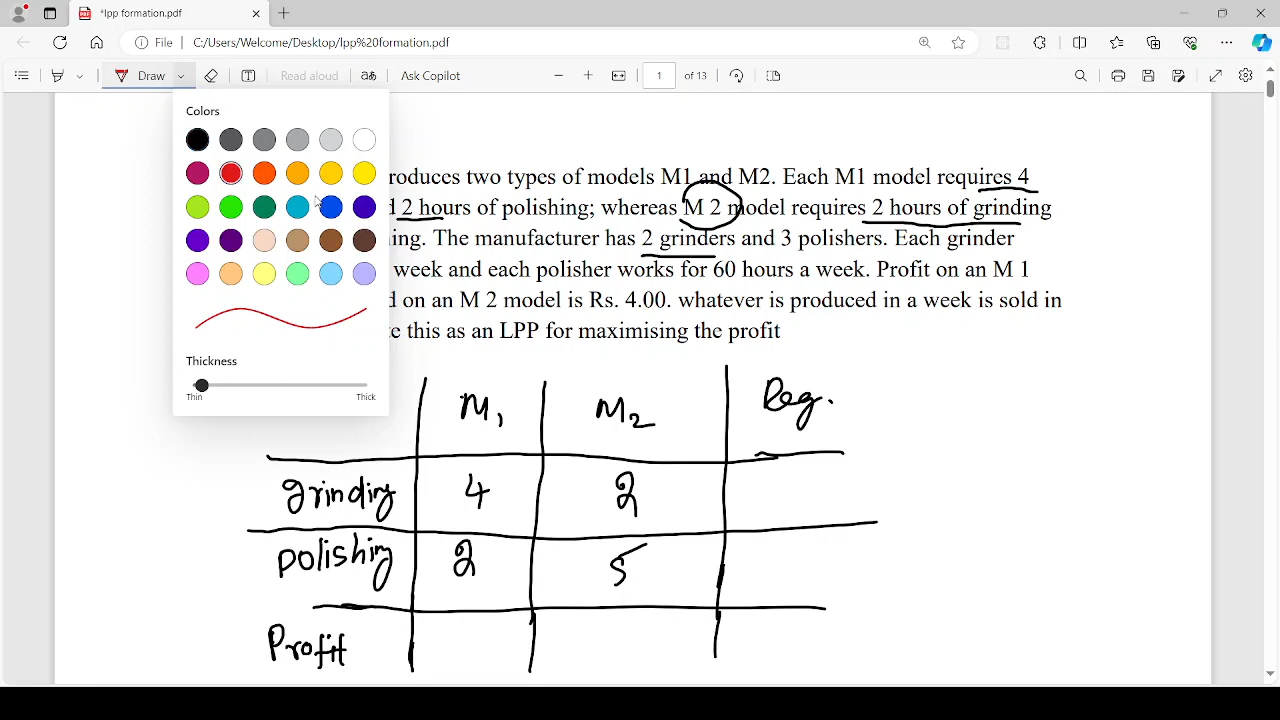 *lpp formation.pdf
File C:/Users/Welcome/Desktop/lpp%20formation.pdf
Draw Read aloud Ask Copilot 1 of 13
Colors
roduces two types of models M1 and M2. Each M1 model requires 4
2 hours of polishing; whereas M 2 model requires 2 hours of grinding
ing. The manufacturer has 2 grinders and 3 polishers. Each grinder
week and each polisher works for 60 hours a week. Profit on an M 1
d on an M 2 model is Rs. 4.00. whatever is produced in a week is sold in
e this as an LPP for maximising the profit
Thickness
Thin Thick
M1 M2 Reg.
grinding 4 2
polishing 2 5
Profit